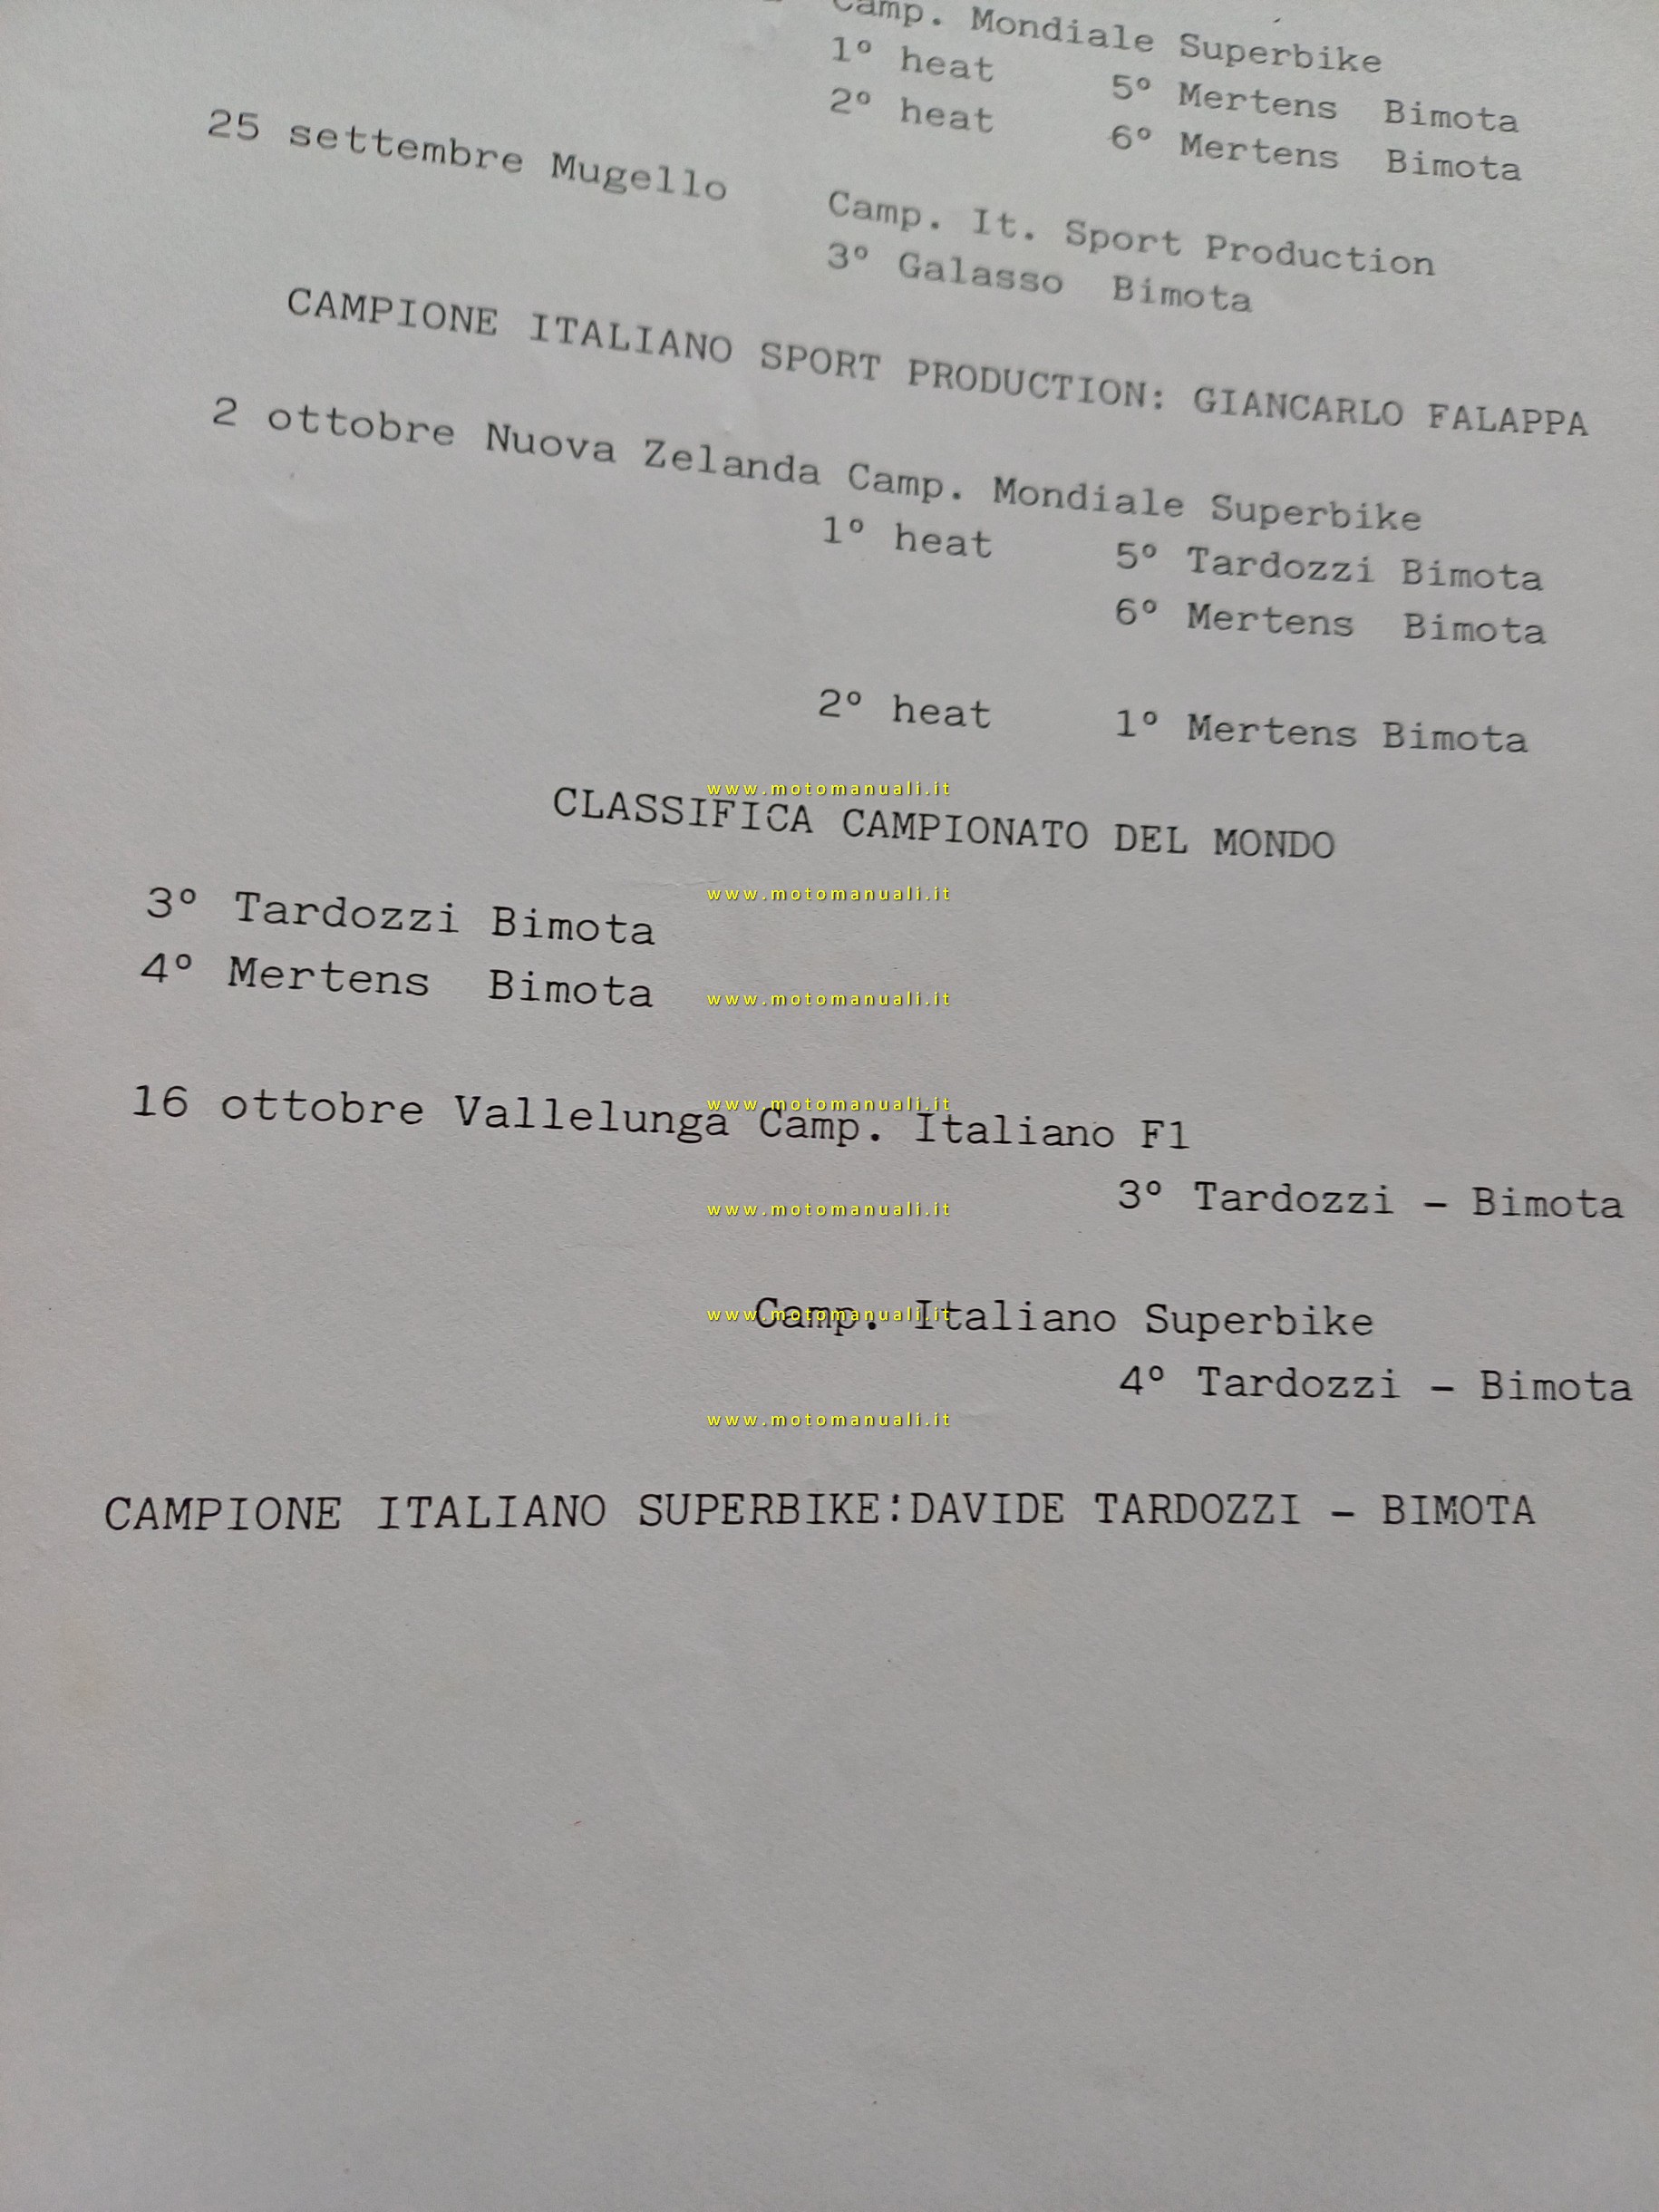 Camp. Mondiale Superbike
1° heat 5° Mertens Bimota
2° heat 6° Mertens Bimota
25 settembre Mugello
Camp. It. Sport Production
3° Galasso Bimota
CAMPIONE ITALIANO SPORT PRODUCTION: GIANCARLO FALAPPA
2 ottobre Nuova Zelanda Camp. Mondiale Superbike
1° heat 5° Tardozzi Bimota
6° Mertens Bimota
2° heat 1° Mertens Bimota
www.motomanuali.it
CLASSIFICA CAMPIONATO DEL MONDO
www.motomanuali.it
3° Tardozzi Bimota
4° Mertens Bimota
www.motomanuali.it
www.motomanuali.it
16 ottobre Vallelunga Camp. Italiano F1
3° Tardozzi - Bimota
www.motomanuali.it
www.motomanuali.it
Camp. Italiano Superbike
4° Tardozzi - Bimota
www.motomanuali.it
CAMPIONE ITALIANO SUPERBIKE:DAVIDE TARDOZZI - BIMOTA